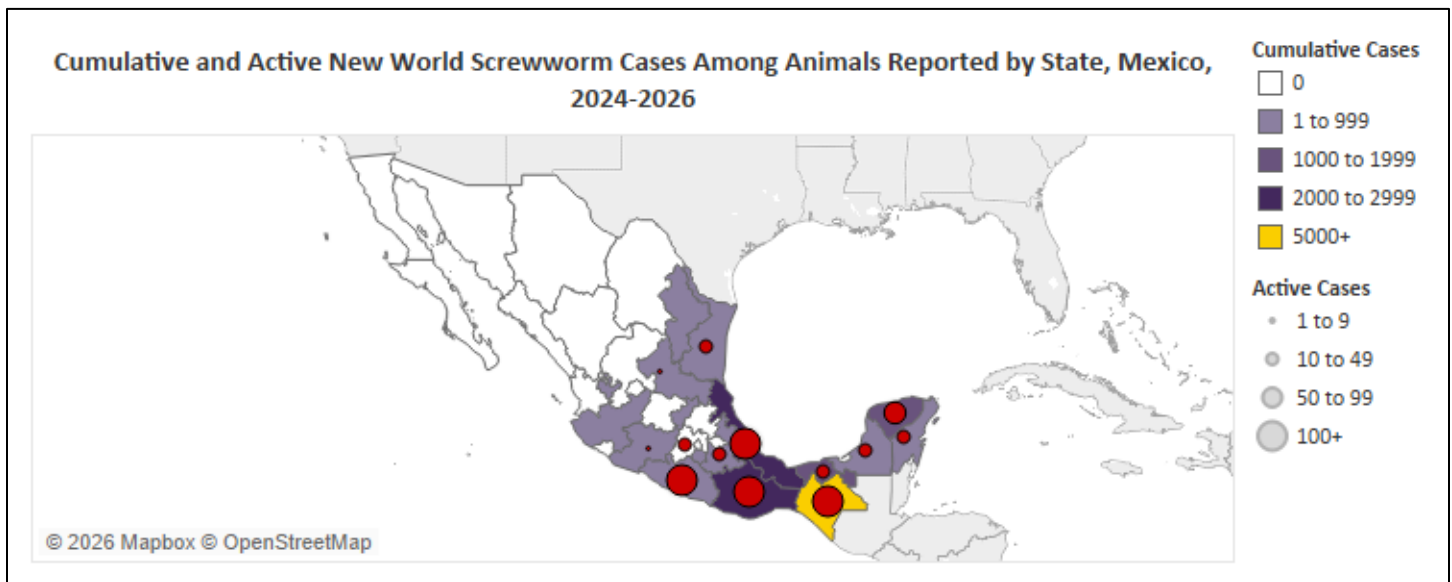 Cumulative and Active New World Screwworm Cases Among Animals Reported by State, Mexico,
2024-2026
Cumulative Cases
0
1 to 999
1000 to 1999
2000 to 2999
5000+
Active Cases
1 to 9
10 to 49
50 to 99
100+
© 2026 Mapbox © OpenStreetMap